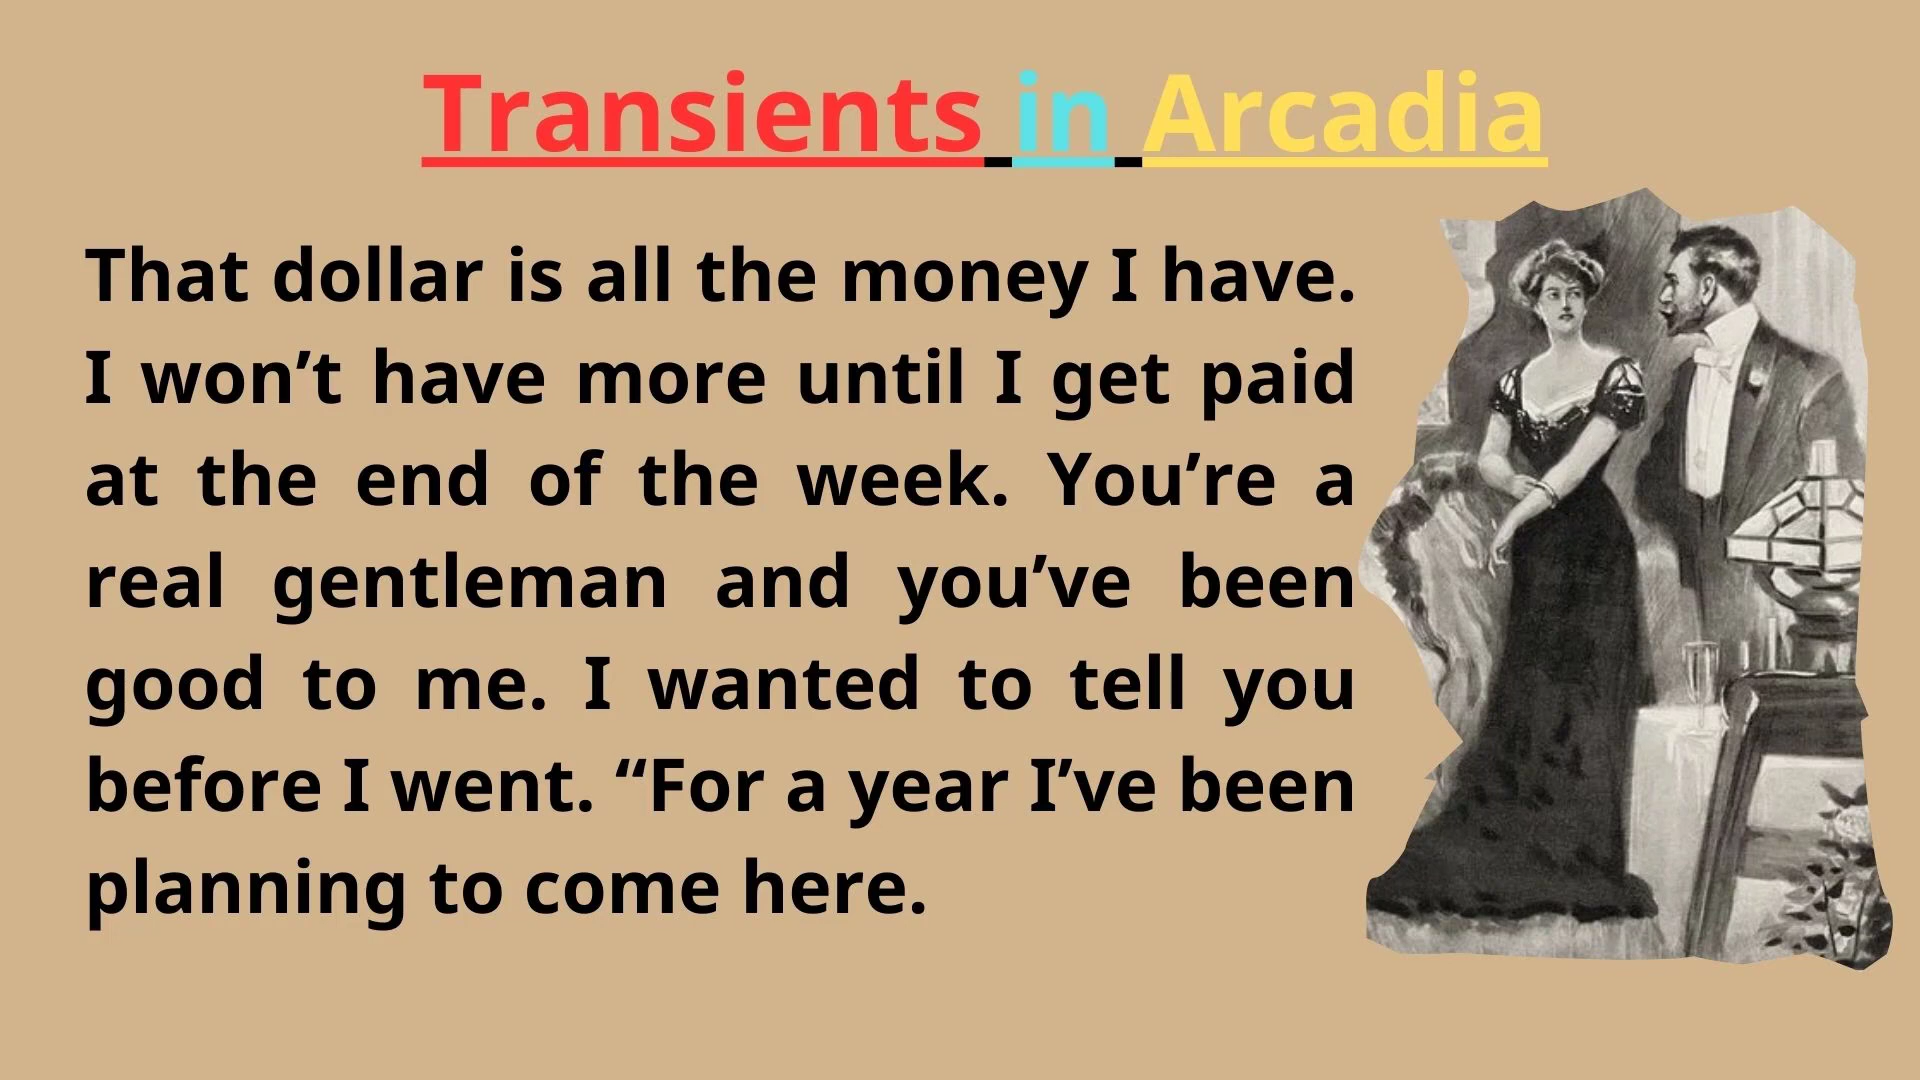 Transients in Arcadia
That dollar is all the money I have.
I won’t have more until I get paid
at the end of the week. You’re a
real gentleman and you’ve been
good to me. I wanted to tell you
before I went. “For a year I’ve been
planning to come here.